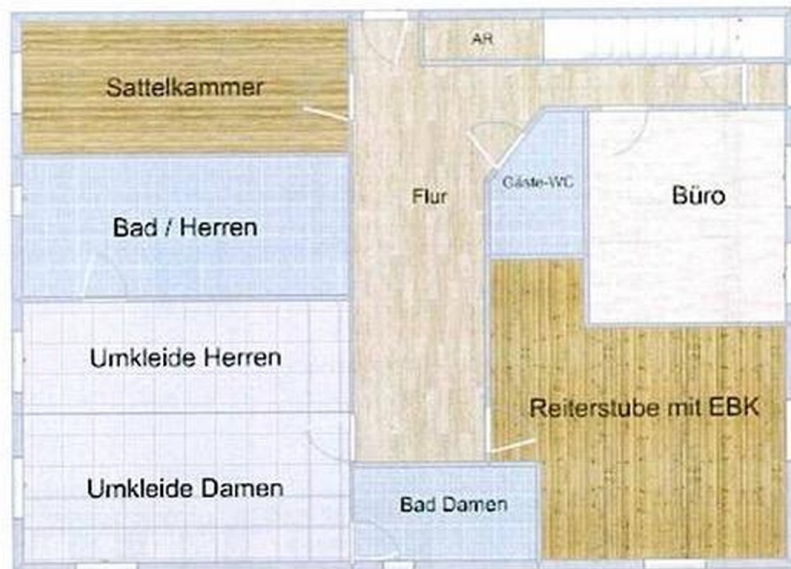 AR
Sattelkammer
Gäste-WC
Flur
Büro
Bad / Herren
Umkleide Herren
Reiterstube mit EBK
Umkleide Damen
Bad Damen